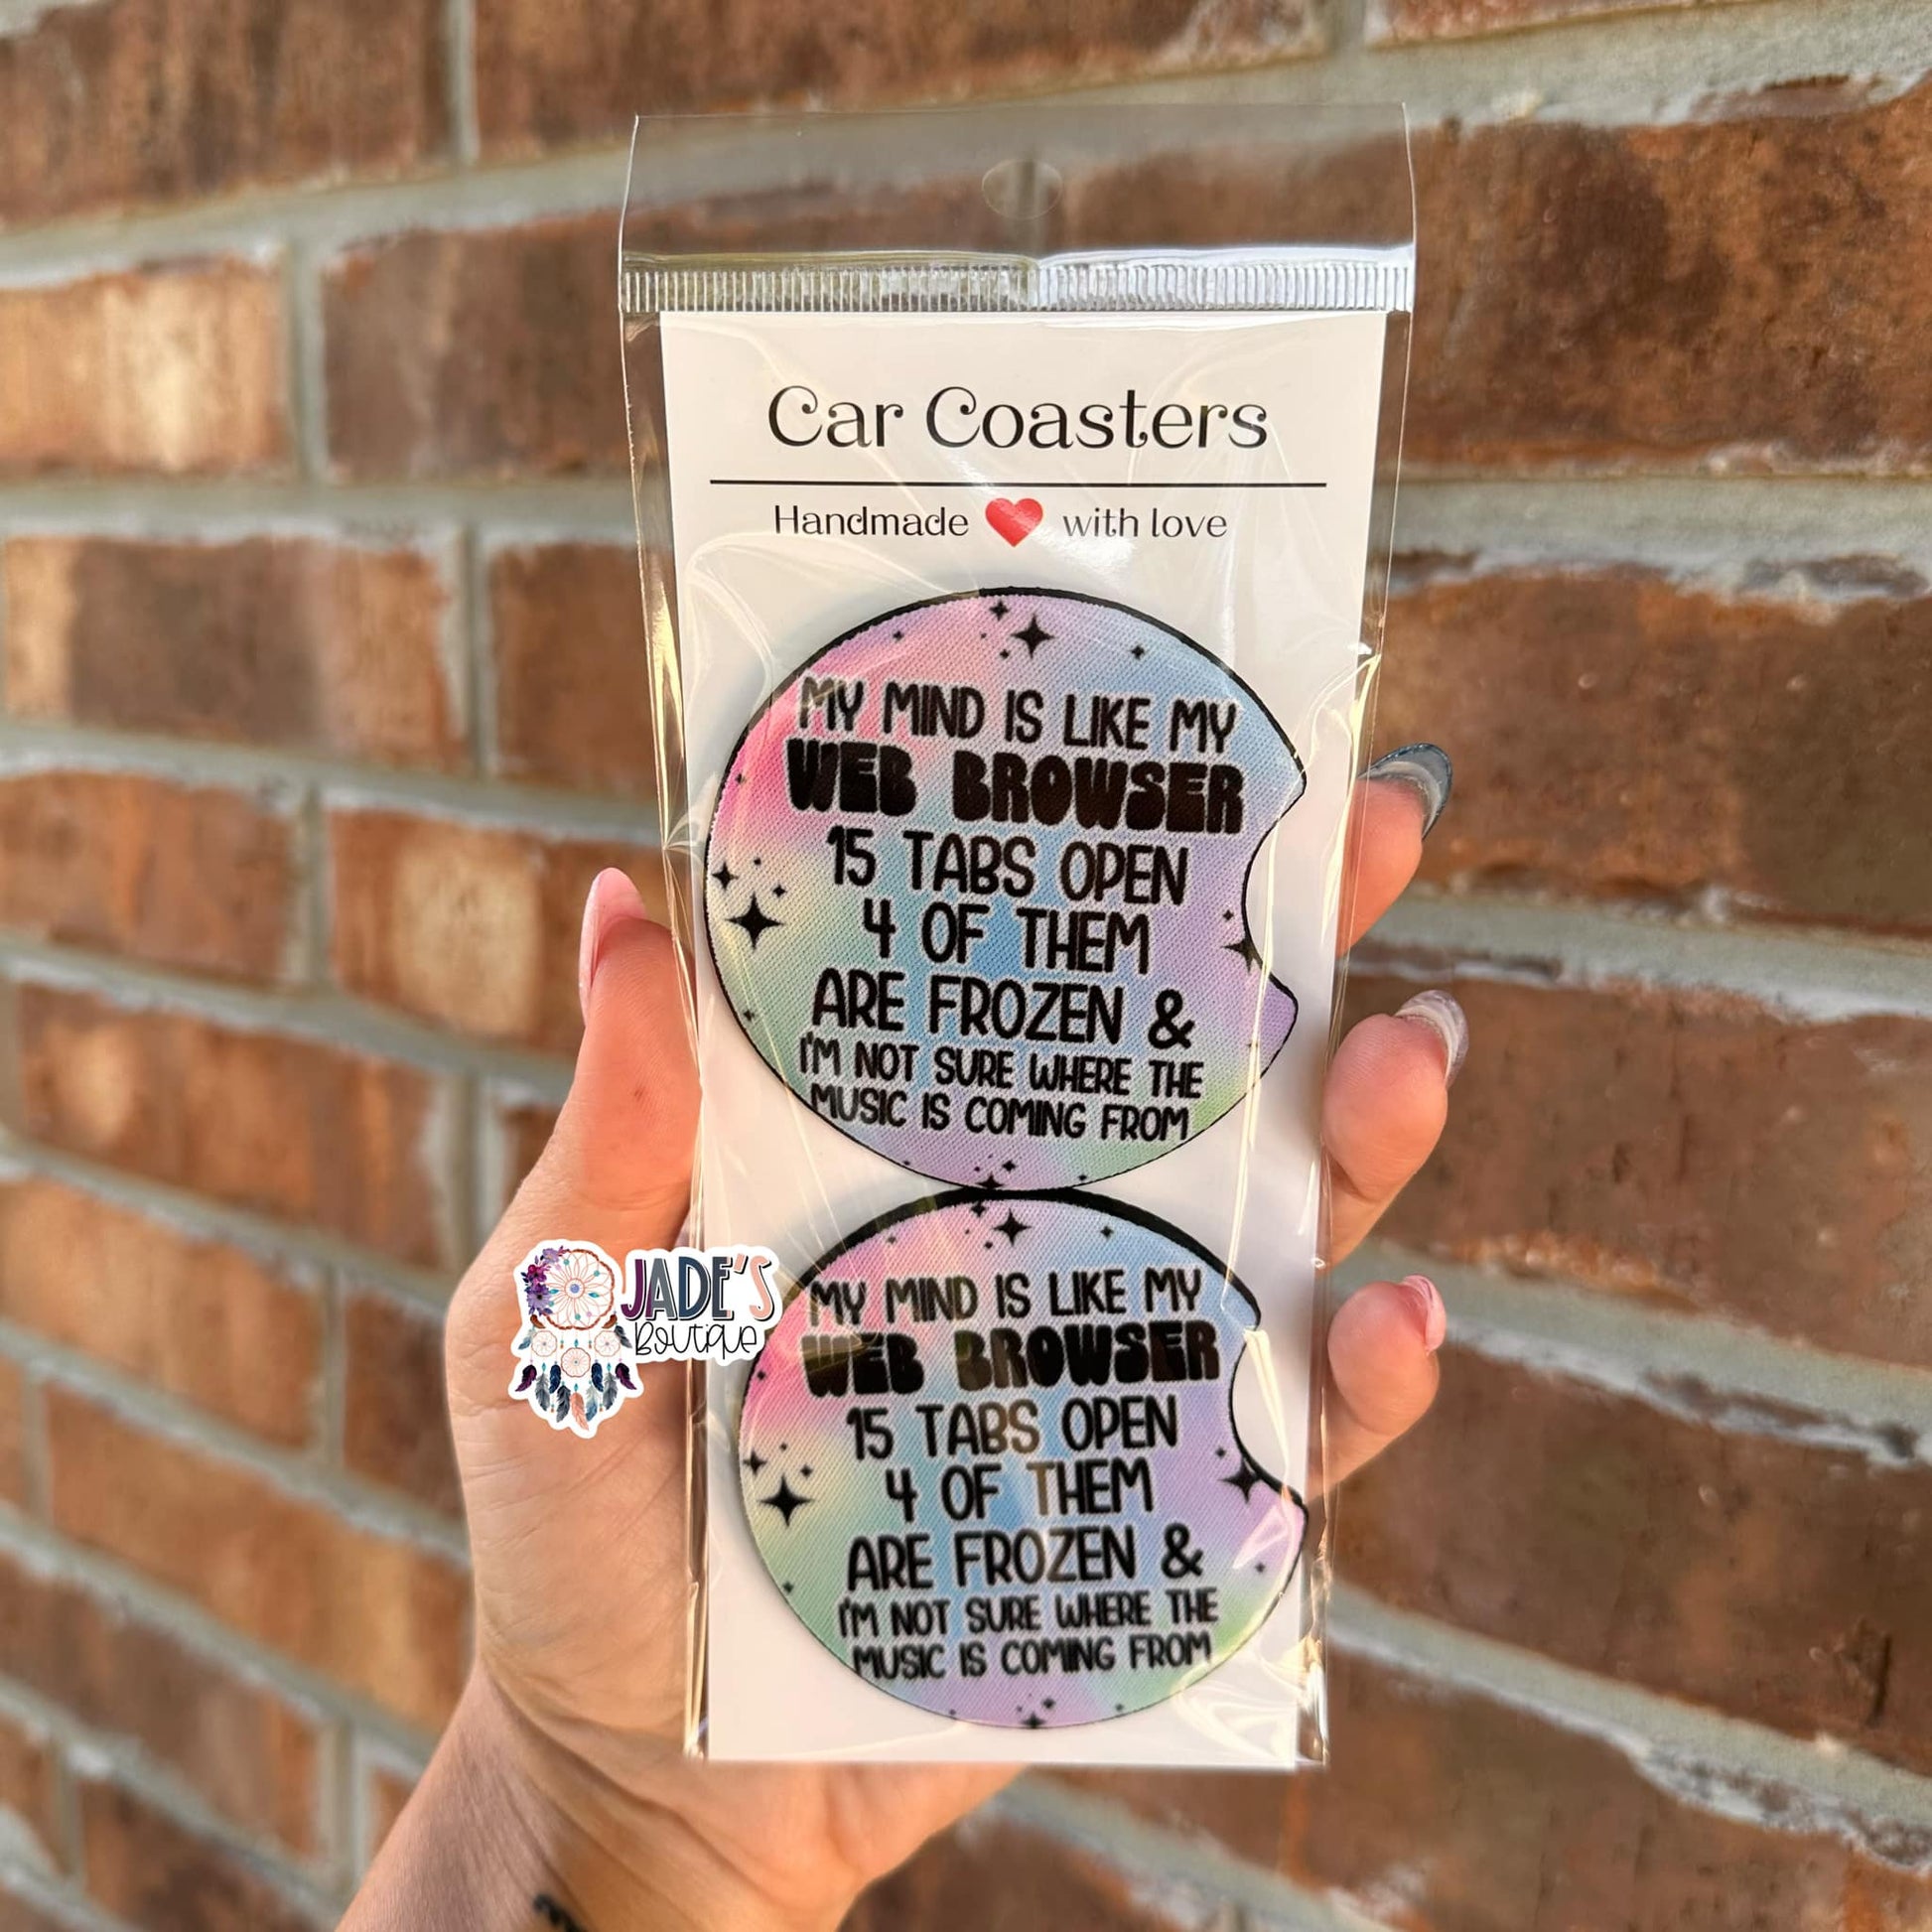 Car Coasters
Handmade ❤ with love
MY MIND IS LIKE MY
WEB BROWSER
15 TABS OPEN
4 OF THEM
ARE FROZEN &
I'M NOT SURE WHERE THE
MUSIC IS COMING FROM
JADE'S
Boutique
MY MIND IS LIKE MY
WEB BROWSER
15 TABS OPEN
4 OF THEM
ARE FROZEN &
I'M NOT SURE WHERE THE
MUSIC IS COMING FROM